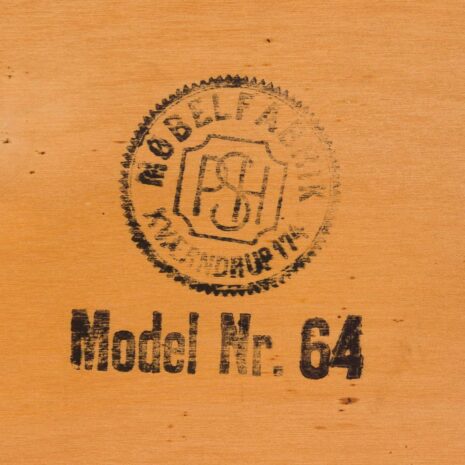 MØBELFABRIK
PSH
KVÆRNDRUP 174
Model Nr. 64